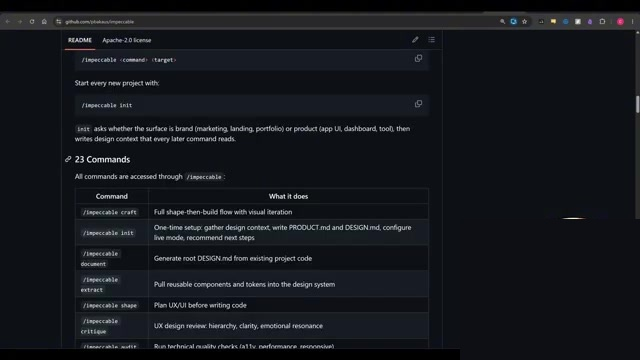 github.com/pbakaus/impeccable
README
Apache-2.0 license
/impeccable <command> <target>
Start every new project with:
/impeccable init
init asks whether the surface is brand (marketing, landing, portfolio) or product (app UI, dashboard, tool), then
writes design context that every later command reads.
23 Commands
All commands are accessed through /impeccable :
Command What it does
/impeccable craft Full shape-then-build flow with visual iteration
/impeccable init One-time setup: gather design context, write PRODUCT.md and DESIGN.md, configure
live mode, recommend next steps
/impeccable
document Generate root DESIGN.md from existing project code
/impeccable
extract Pull reusable components and tokens into the design system
/impeccable shape Plan UX/UI before writing code
/impeccable
critique UX design review: hierarchy, clarity, emotional resonance
/impeccable audit Run technical quality checks (a11y, performance, responsive)